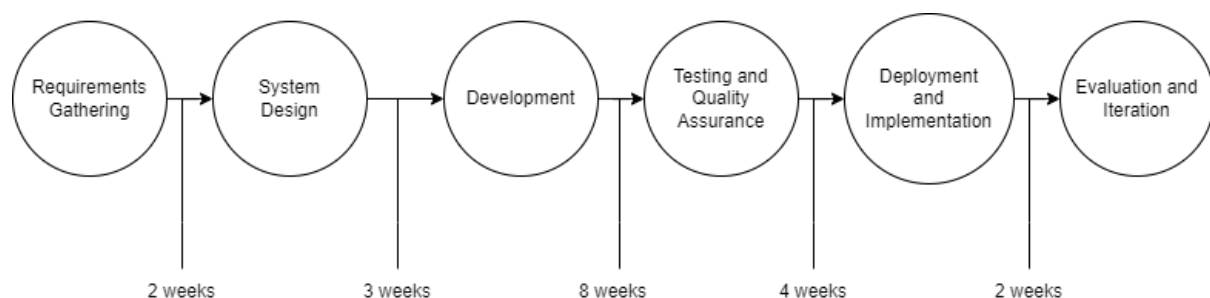 Requirements
Gathering
System
Design
Development
Testing and
Quality
Assurance
Deployment
and
Implementation
Evaluation and
Iteration
2 weeks
3 weeks
8 weeks
4 weeks
2 weeks